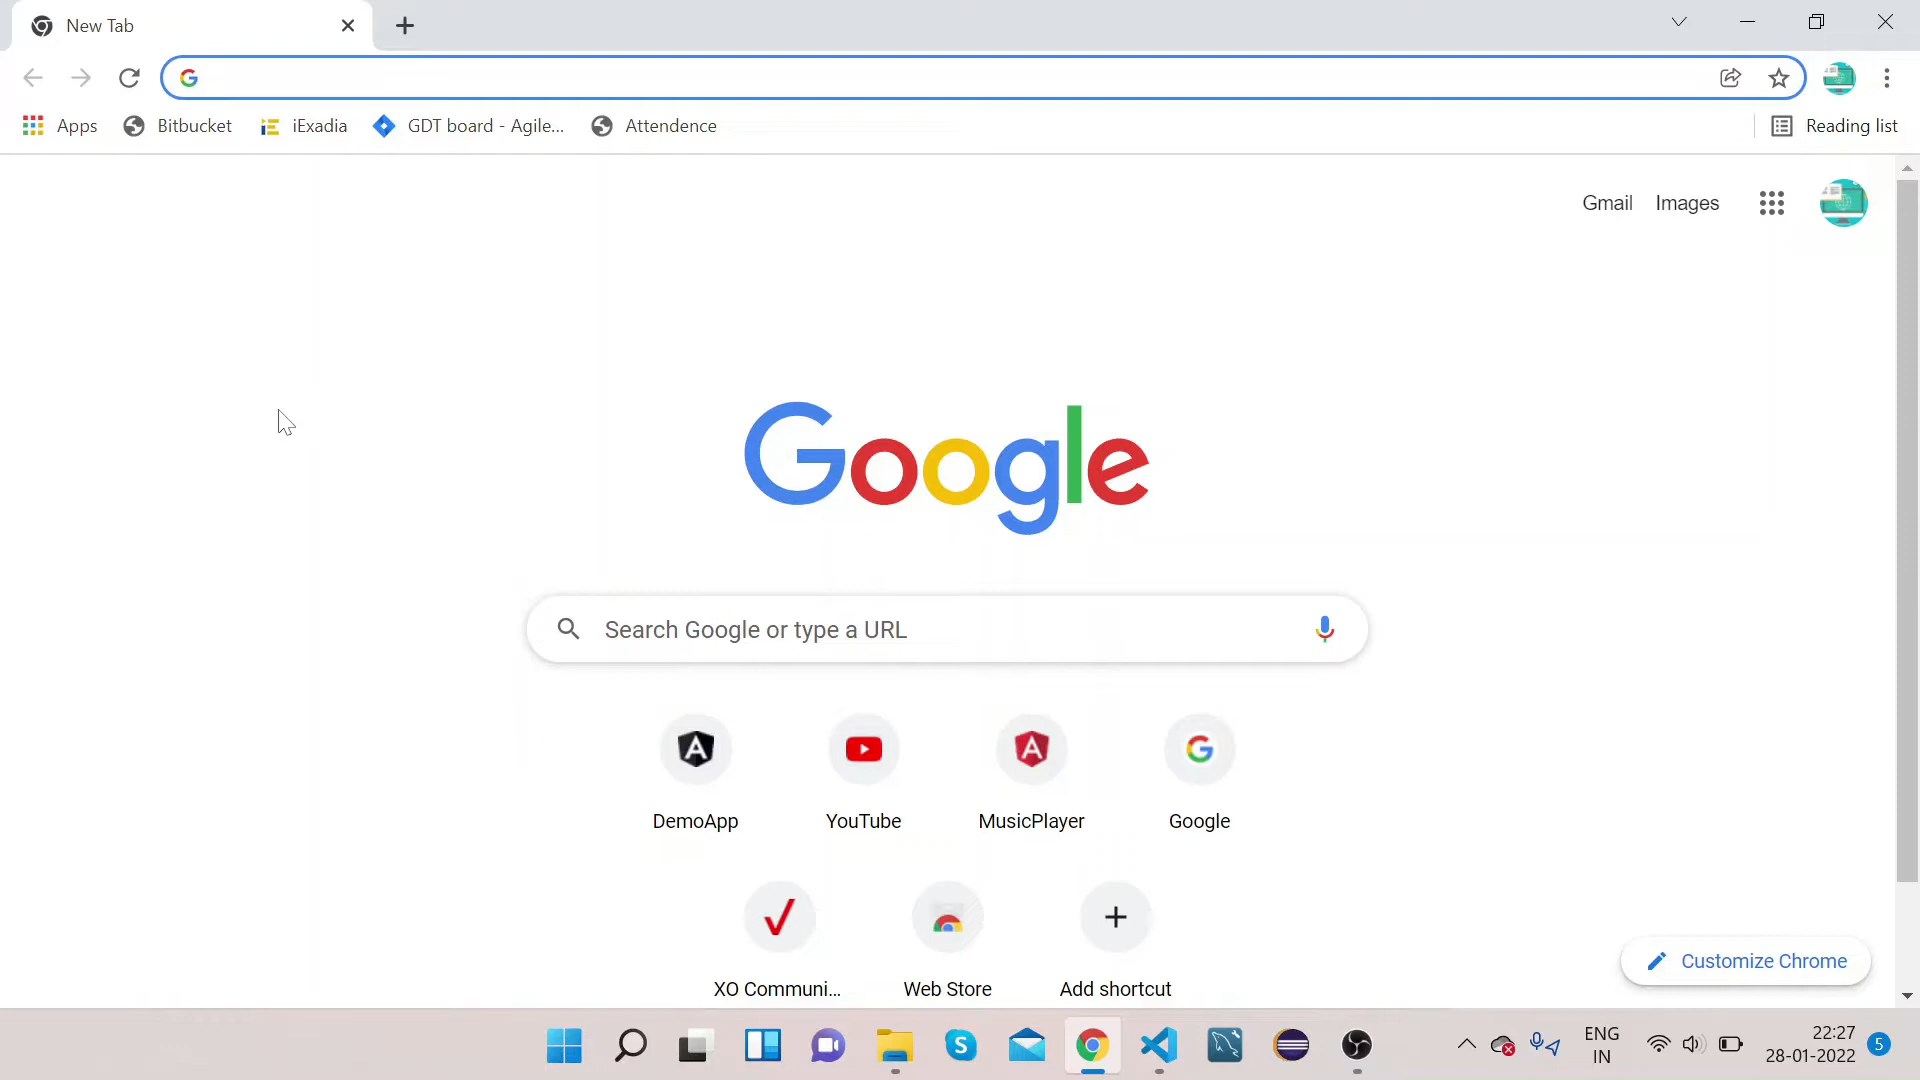 New Tab
Apps
Bitbucket
iExadia
GDT board - Agile...
Attendence
Reading list
Gmail
Images
Google
Search Google or type a URL
DemoApp
YouTube
MusicPlayer
Google
XO Communi...
Web Store
Add shortcut
Customize Chrome
ENG
IN
22:27
28-01-2022
5